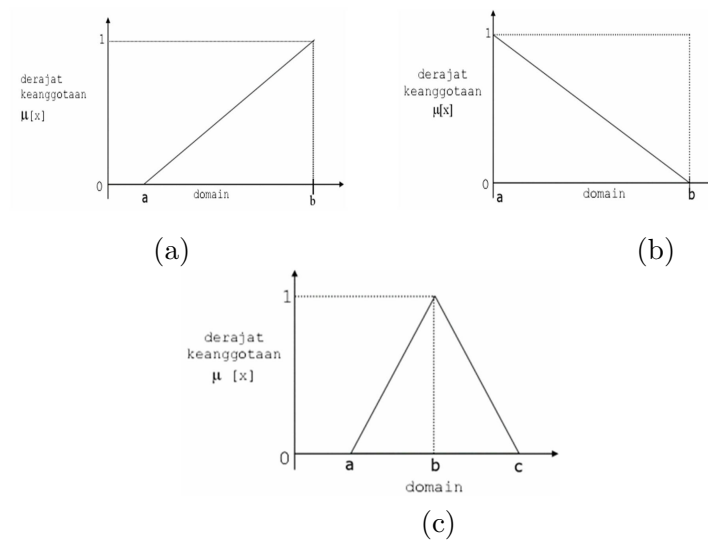 1
derajat
keanggotaan
μ[x]
0
a
domain
b
(a)
1
derajat
keanggotaan
μ[x]
0
a
domain
b
(b)
1
derajat
keanggotaan
μ [x]
0
a
b
c
domain
(c)